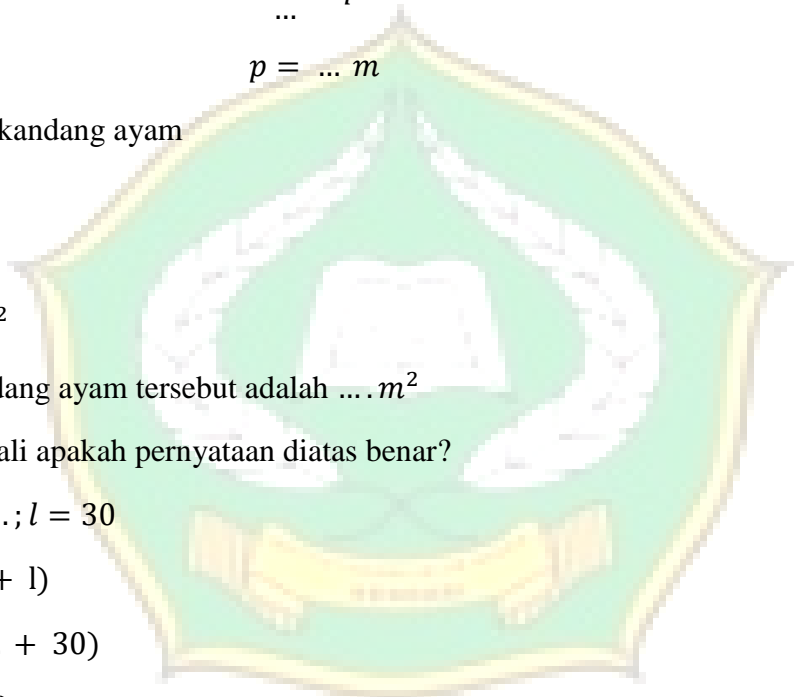 ...
𝑝 = ... 𝑚
kandang ayam
2
dang ayam tersebut adalah ....𝑚²
ali apakah pernyataan diatas benar?
.; 𝑙 = 30
+ l)
+ 30)